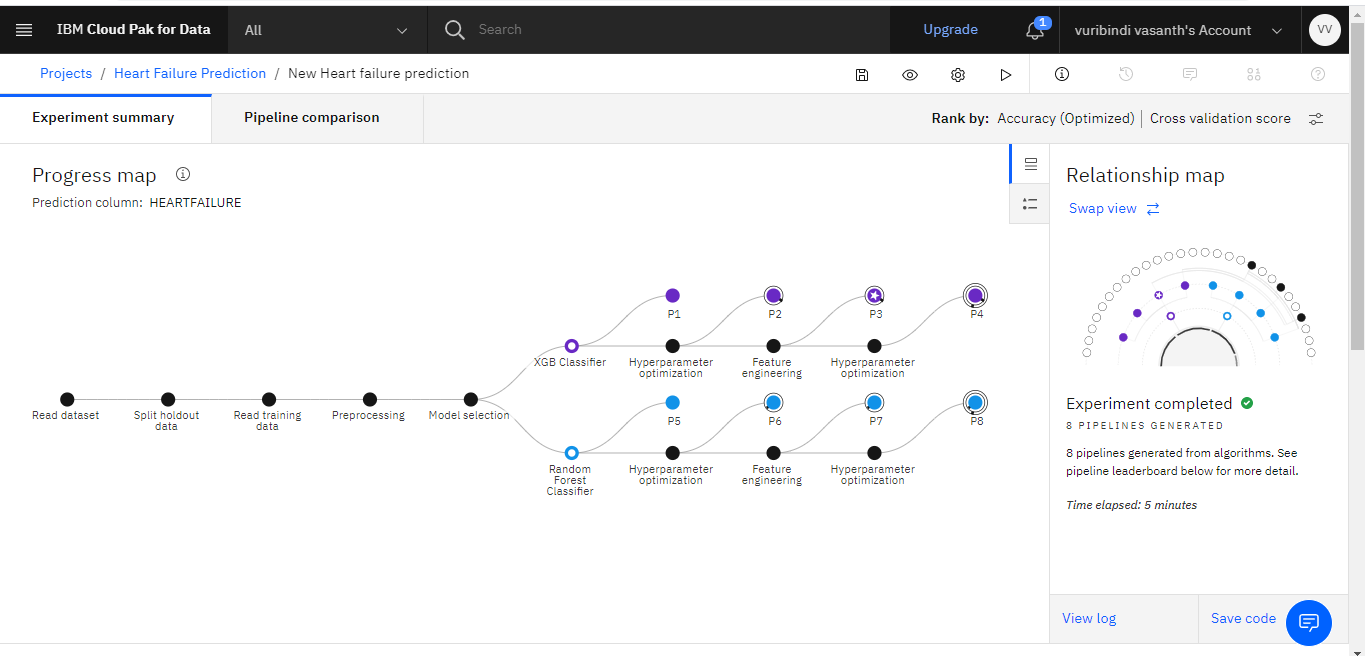 IBM Cloud Pak for Data
All
Search
Upgrade
1
vuribindi vasanth's Account
VV
Projects / Heart Failure Prediction / New Heart failure prediction
Experiment summary
Pipeline comparison
Rank by: Accuracy (Optimized) | Cross validation score
Progress map
Prediction column: HEARTFAILURE
P1
P2
P3
P4
XGB Classifier
Hyperparameter
optimization
Feature
engineering
Hyperparameter
optimization
Read dataset
Split holdout
data
Read training
data
Preprocessing
Model selection
P5
P6
P7
P8
Random
Forest
Classifier
Hyperparameter
optimization
Feature
engineering
Hyperparameter
optimization
Relationship map
Swap view
Experiment completed
8 PIPELINES GENERATED
8 pipelines generated from algorithms. See
pipeline leaderboard below for more detail.
Time elapsed: 5 minutes
View log
Save code